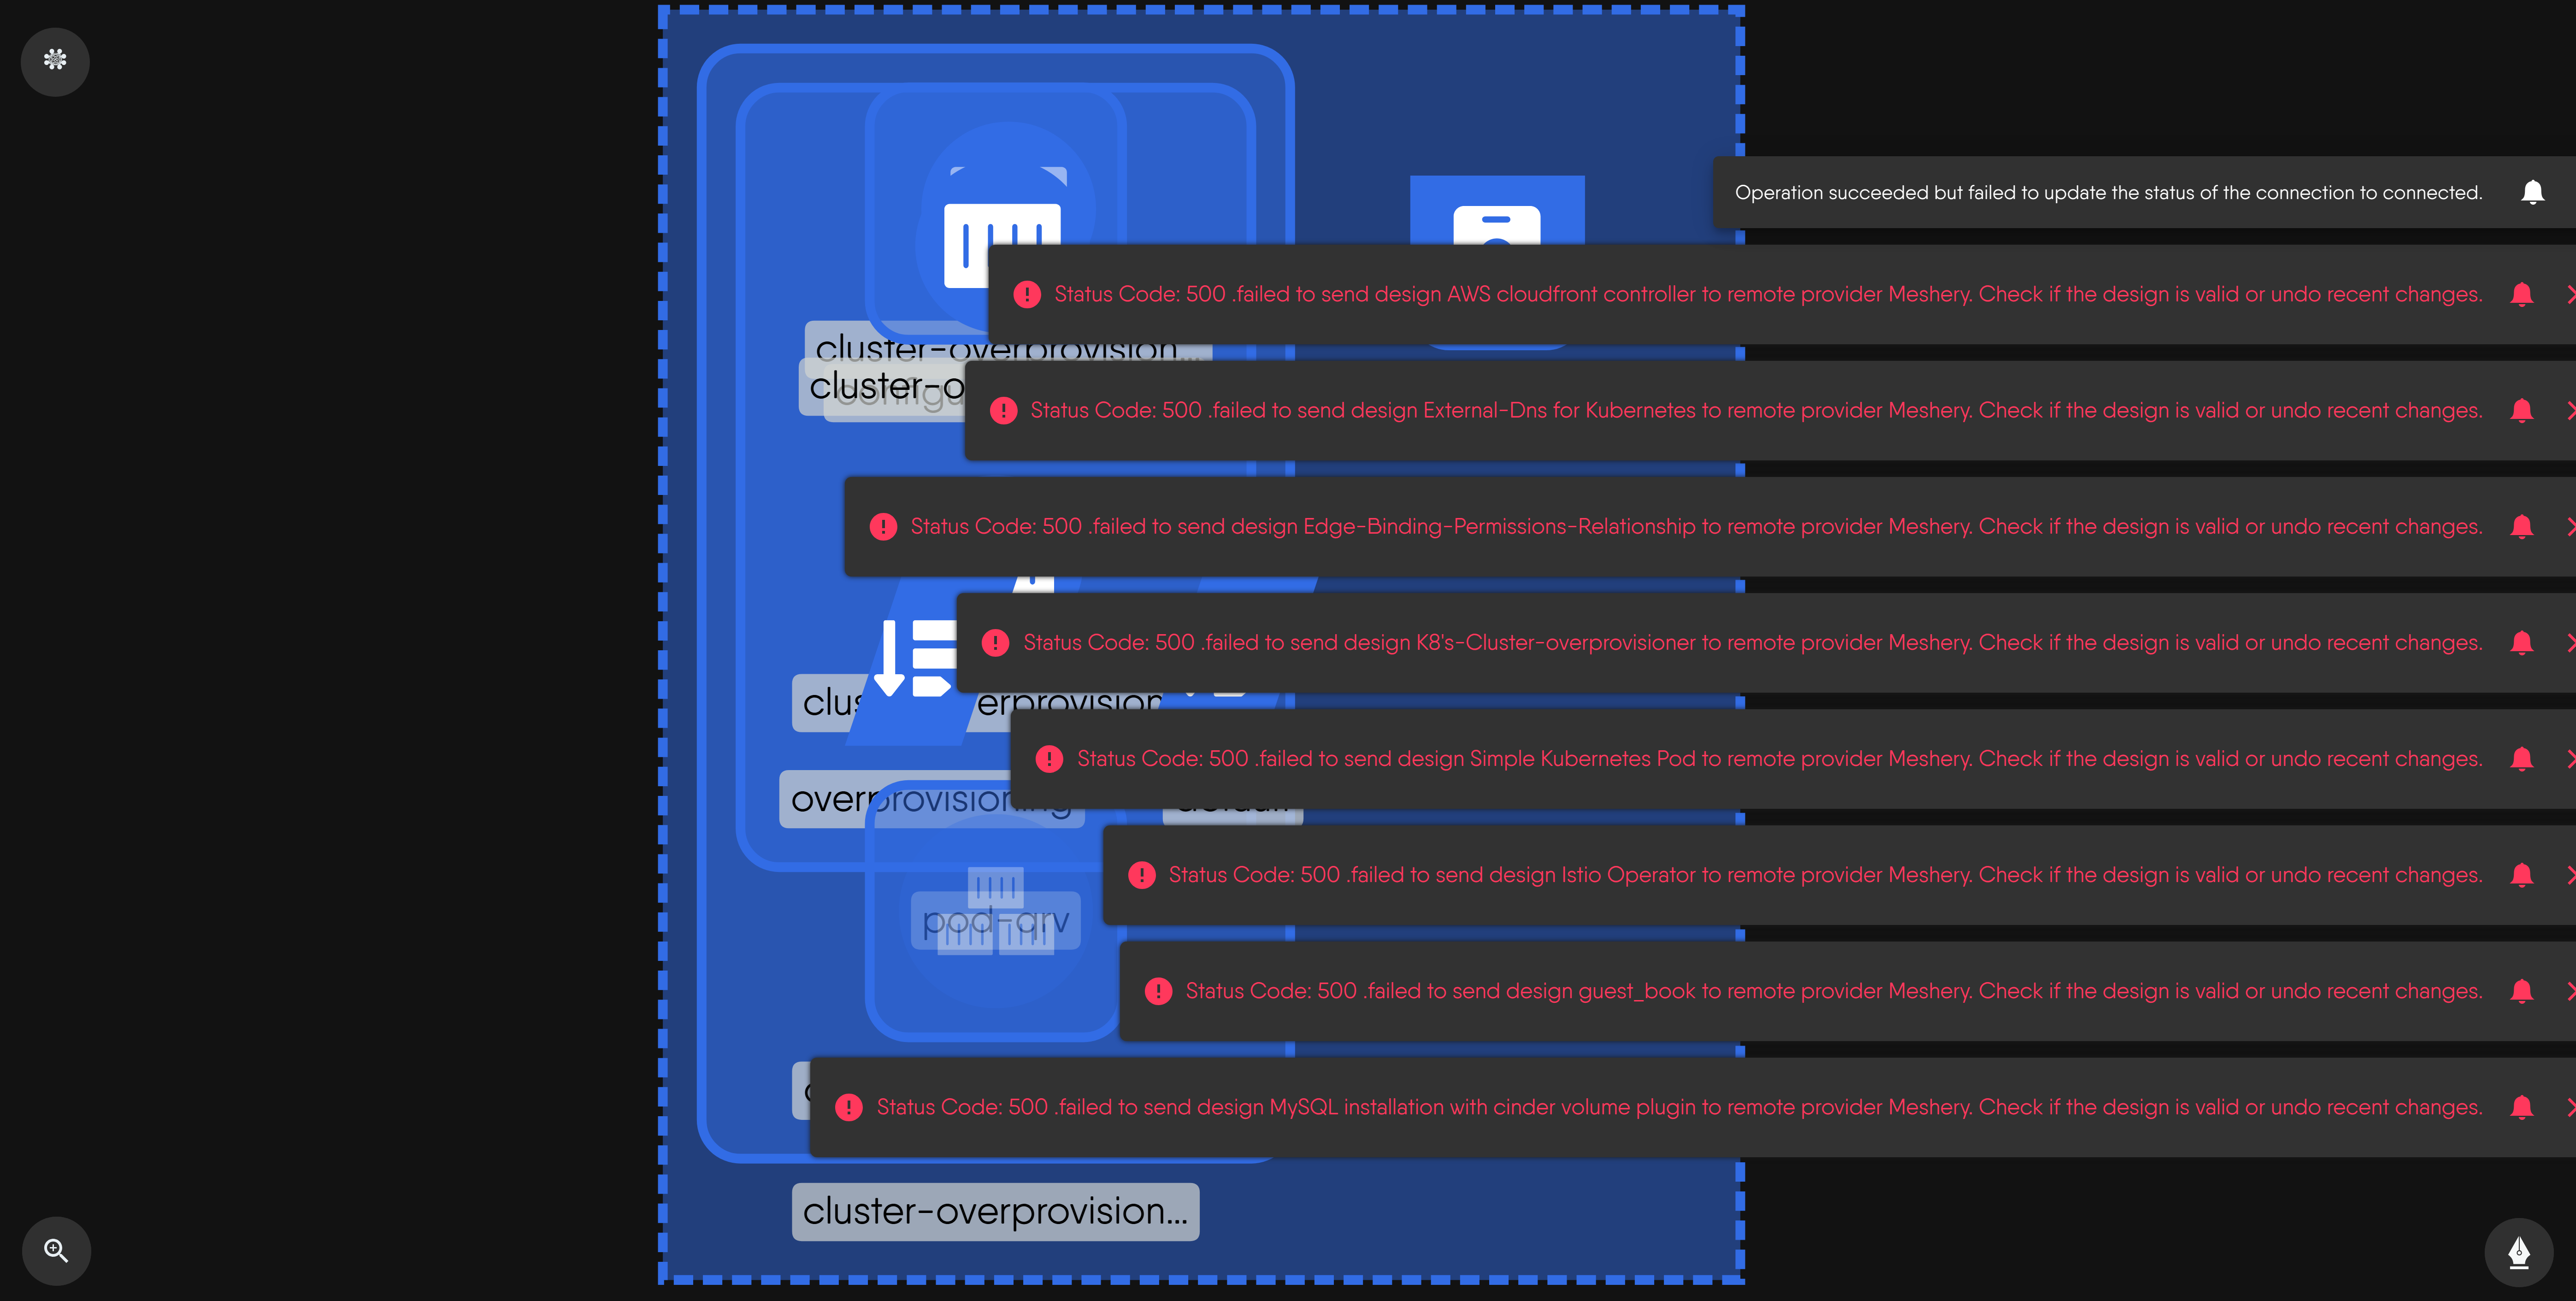 Operation succeeded but failed to update the status of the connection to connected.
Status Code: 500 .failed to send design AWS cloudfront controller to remote provider Meshery. Check if the design is valid or undo recent changes.
cluster-overprovision...
cluster-o
configu
Status Code: 500 .failed to send design External-Dns for Kubernetes to remote provider Meshery. Check if the design is valid or undo recent changes.
Status Code: 500 .failed to send design Edge-Binding-Permissions-Relationship to remote provider Meshery. Check if the design is valid or undo recent changes.
Status Code: 500 .failed to send design K8's-Cluster-overprovisioner to remote provider Meshery. Check if the design is valid or undo recent changes.
clus erprovision
Status Code: 500 .failed to send design Simple Kubernetes Pod to remote provider Meshery. Check if the design is valid or undo recent changes.
overprovisioning
default
Status Code: 500 .failed to send design Istio Operator to remote provider Meshery. Check if the design is valid or undo recent changes.
pod-qrv
Status Code: 500 .failed to send design guest_book to remote provider Meshery. Check if the design is valid or undo recent changes.
Status Code: 500 .failed to send design MySQL installation with cinder volume plugin to remote provider Meshery. Check if the design is valid or undo recent changes.
cluster-overprovision...